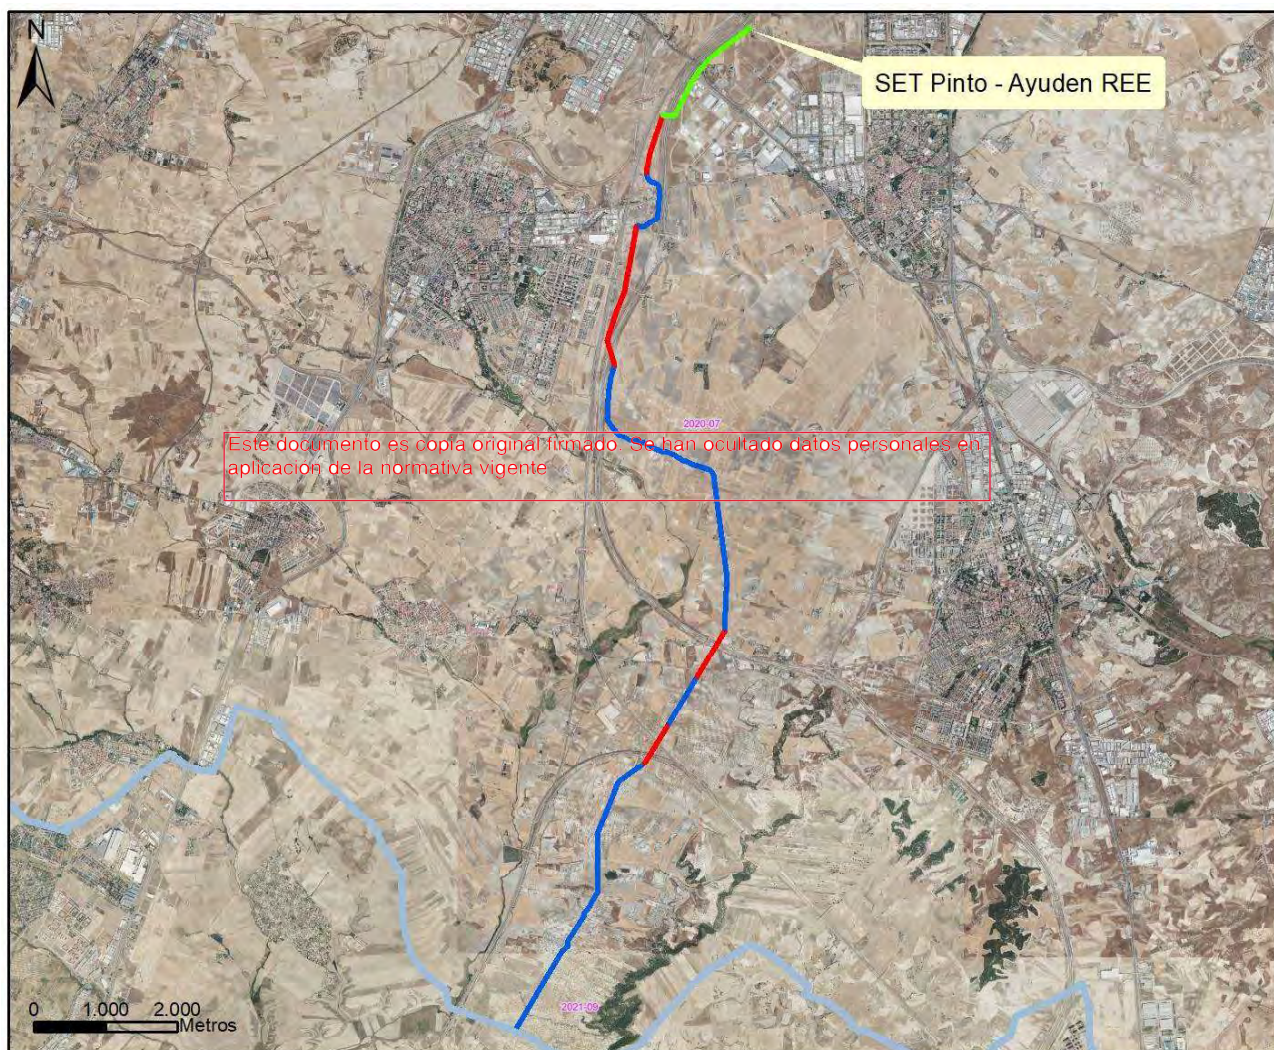 N
SET Pinto - Ayuden REE
2020-07
Este documento es copia original firmado. Se han ocultado datos personales en
aplicación de la normativa vigente
2021-09
0 1.000 2.000
Metros